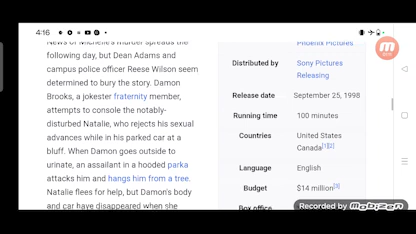 4:16
News of Michelle's murder spreads the
following day, but Dean Adams and
campus police officer Reese Wilson seem
determined to bury the story. Damon
Brooks, a jokester fraternity member,
attempts to console the notably-
disturbed Natalie, who rejects his sexual
advances while in his parked car at a
bluff. When Damon goes outside to
urinate, an assailant in a hooded parka
attacks him and hangs him from a tree.
Natalie flees for help, but Damon's body
and car have disappeared when she
Phoenix Pictures
Distributed by Sony Pictures
Releasing
Release date September 25, 1998
Running time 100 minutes
Countries United States
Canada[1][2]
Language English
Budget $14 million[3]
Box office
Recorded by Mobizen